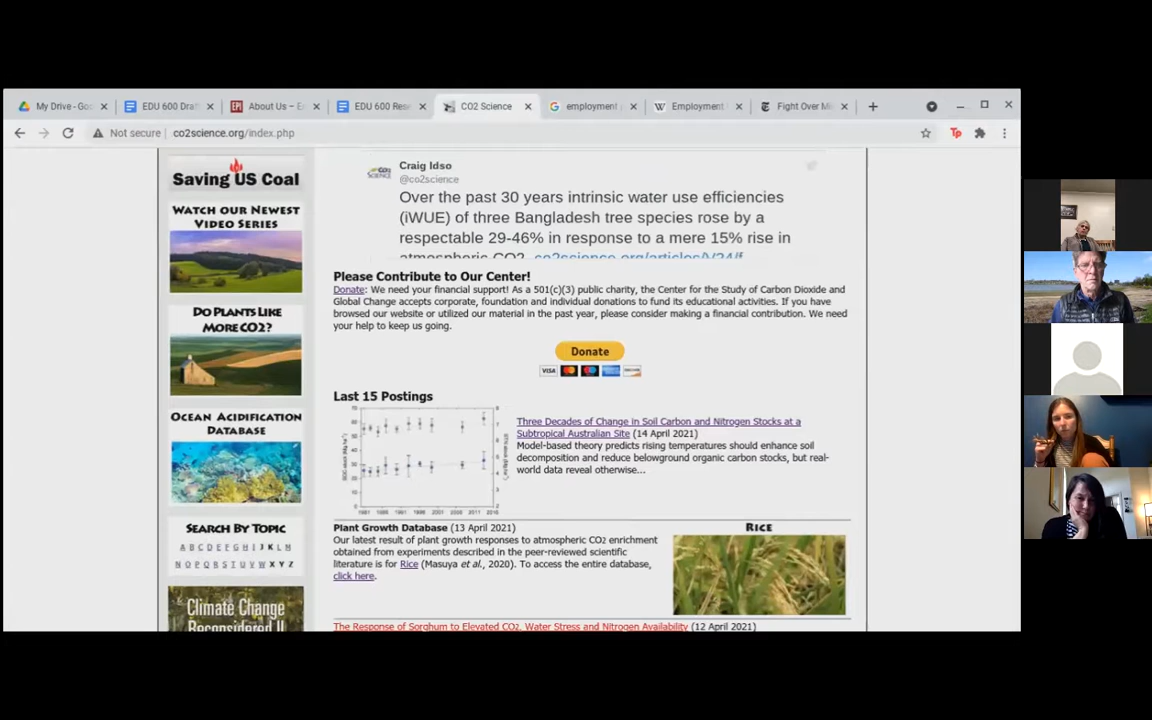 My Drive - Goo
EDU 600 Draf
About Us – E
EDU 600 Rese
CO2 Science
employment
Employment
Fight Over Mi
Not secure | co2science.org/index.php
Saving US Coal
Watch our Newest
Video Series
Do Plants Like
More CO2?
Ocean Acidification
Database
Search By Topic
A B C D E F G H I J K L M
N O P Q R S T U V W X Y Z
Climate Change
Reconsidered II
Craig Idso
@co2science
Over the past 30 years intrinsic water use efficiencies
(iWUE) of three Bangladesh tree species rose by a
respectable 29-46% in response to a mere 15% rise in
atmospheric CO2. co2science.org/articles/V24/f
Please Contribute to Our Center!
Donate: We need your financial support! As a 501(c)(3) public charity, the Center for the Study of Carbon Dioxide and
Global Change accepts corporate, foundation and individual donations to fund its educational activities. If you have
browsed our website or utilized our material in the past year, please consider making a financial contribution. We need
your help to keep us going.
Donate
VISA
Last 15 Postings
Three Decades of Change in Soil Carbon and Nitrogen Stocks at a
Subtropical Australian Site (14 April 2021)
Model-based theory predicts rising temperatures should enhance soil
decomposition and reduce belowground organic carbon stocks, but real-
world data reveal otherwise...
Plant Growth Database (13 April 2021)
Our latest result of plant growth responses to atmospheric CO2 enrichment
obtained from experiments described in the peer-reviewed scientific
literature is for Rice (Masuya et al., 2020). To access the entire database,
click here.
Rice
The Response of Sorghum to Elevated CO2, Water Stress and Nitrogen Availability (12 April 2021)